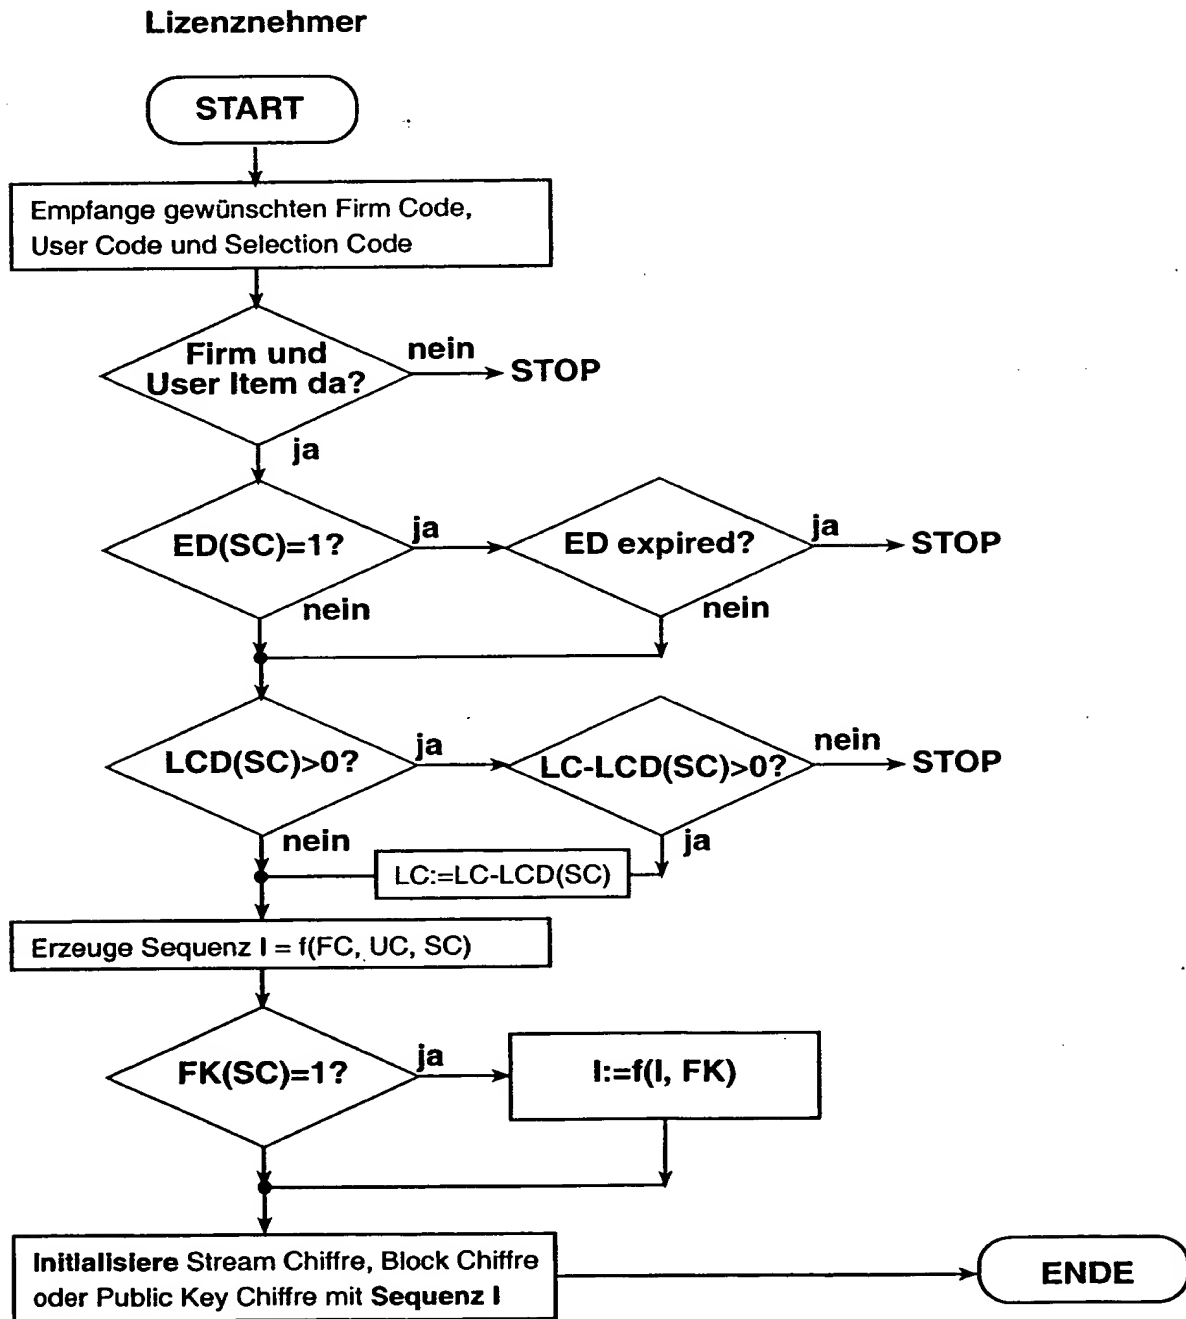 Lizenznehmer
START
Empfange gewünschten Firm Code,
User Code und Selection Code
Firm und
User Item da?
nein
STOP
ja
ED(SC)=1?
ja
ED expired?
ja
STOP
nein
nein
LCD(SC)>0?
ja
LC-LCD(SC)>0?
nein
STOP
nein
ja
LC:=LC-LCD(SC)
Erzeuge Sequenz I = f(FC, UC, SC)
FK(SC)=1?
ja
I:=f(I, FK)
Initialisiere Stream Chiffre, Block Chiffre
oder Public Key Chiffre mit Sequenz I
ENDE